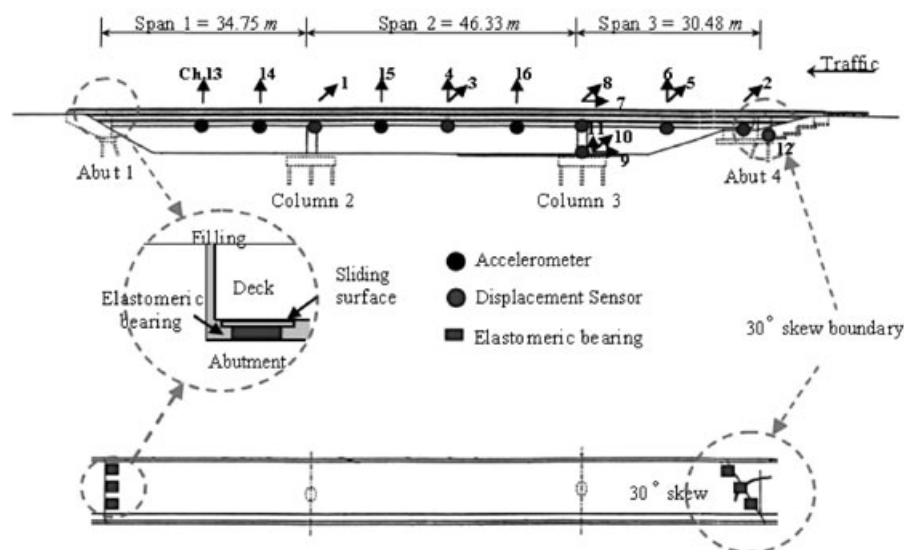 Span 1 = 34.75 m
Span 2 = 46.33 m
Span 3 = 30.48 m
Traffic
Ch.13
14
1
15
4
3
16
8
7
6
5
2
11
10
9
12
Abut 1
Column 2
Column 3
Abut 4
Filling
Deck
Elastomeric
bearing
Sliding
surface
Abutment
Accelerometer
Displacement Sensor
Elastomeric bearing
30° skew boundary
30° skew